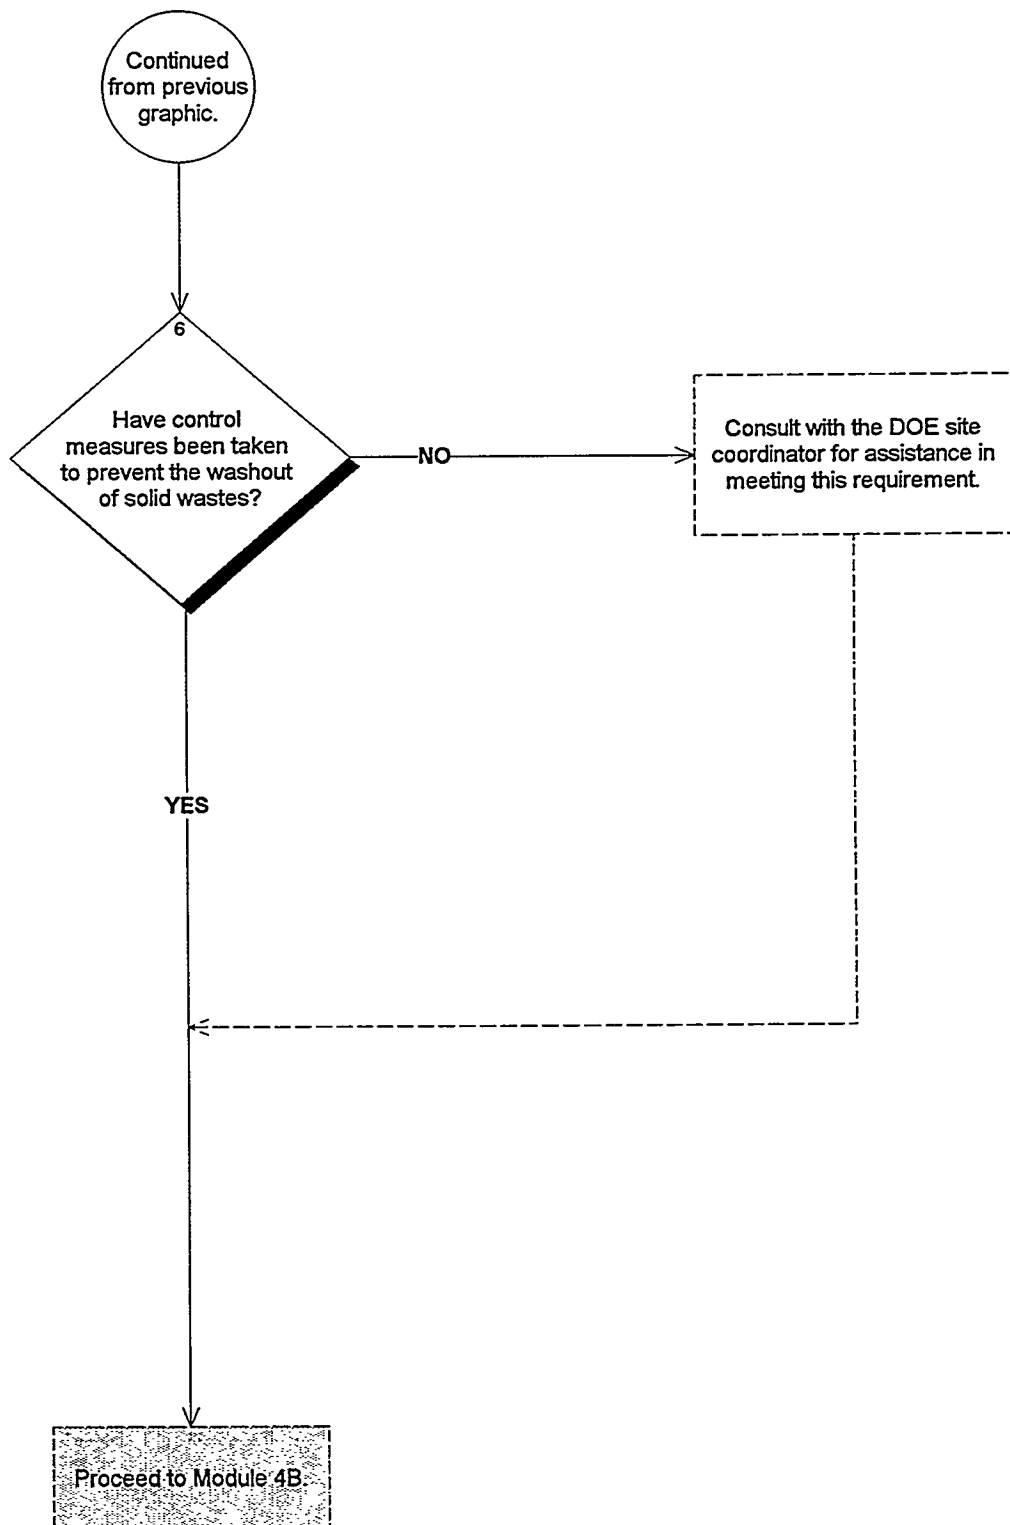 Continued
from previous
graphic.
6
Have control
measures been taken
to prevent the washout
of solid wastes?
NO
Consult with the DOE site
coordinator for assistance in
meeting this requirement.
YES
Proceed to Module 4B.